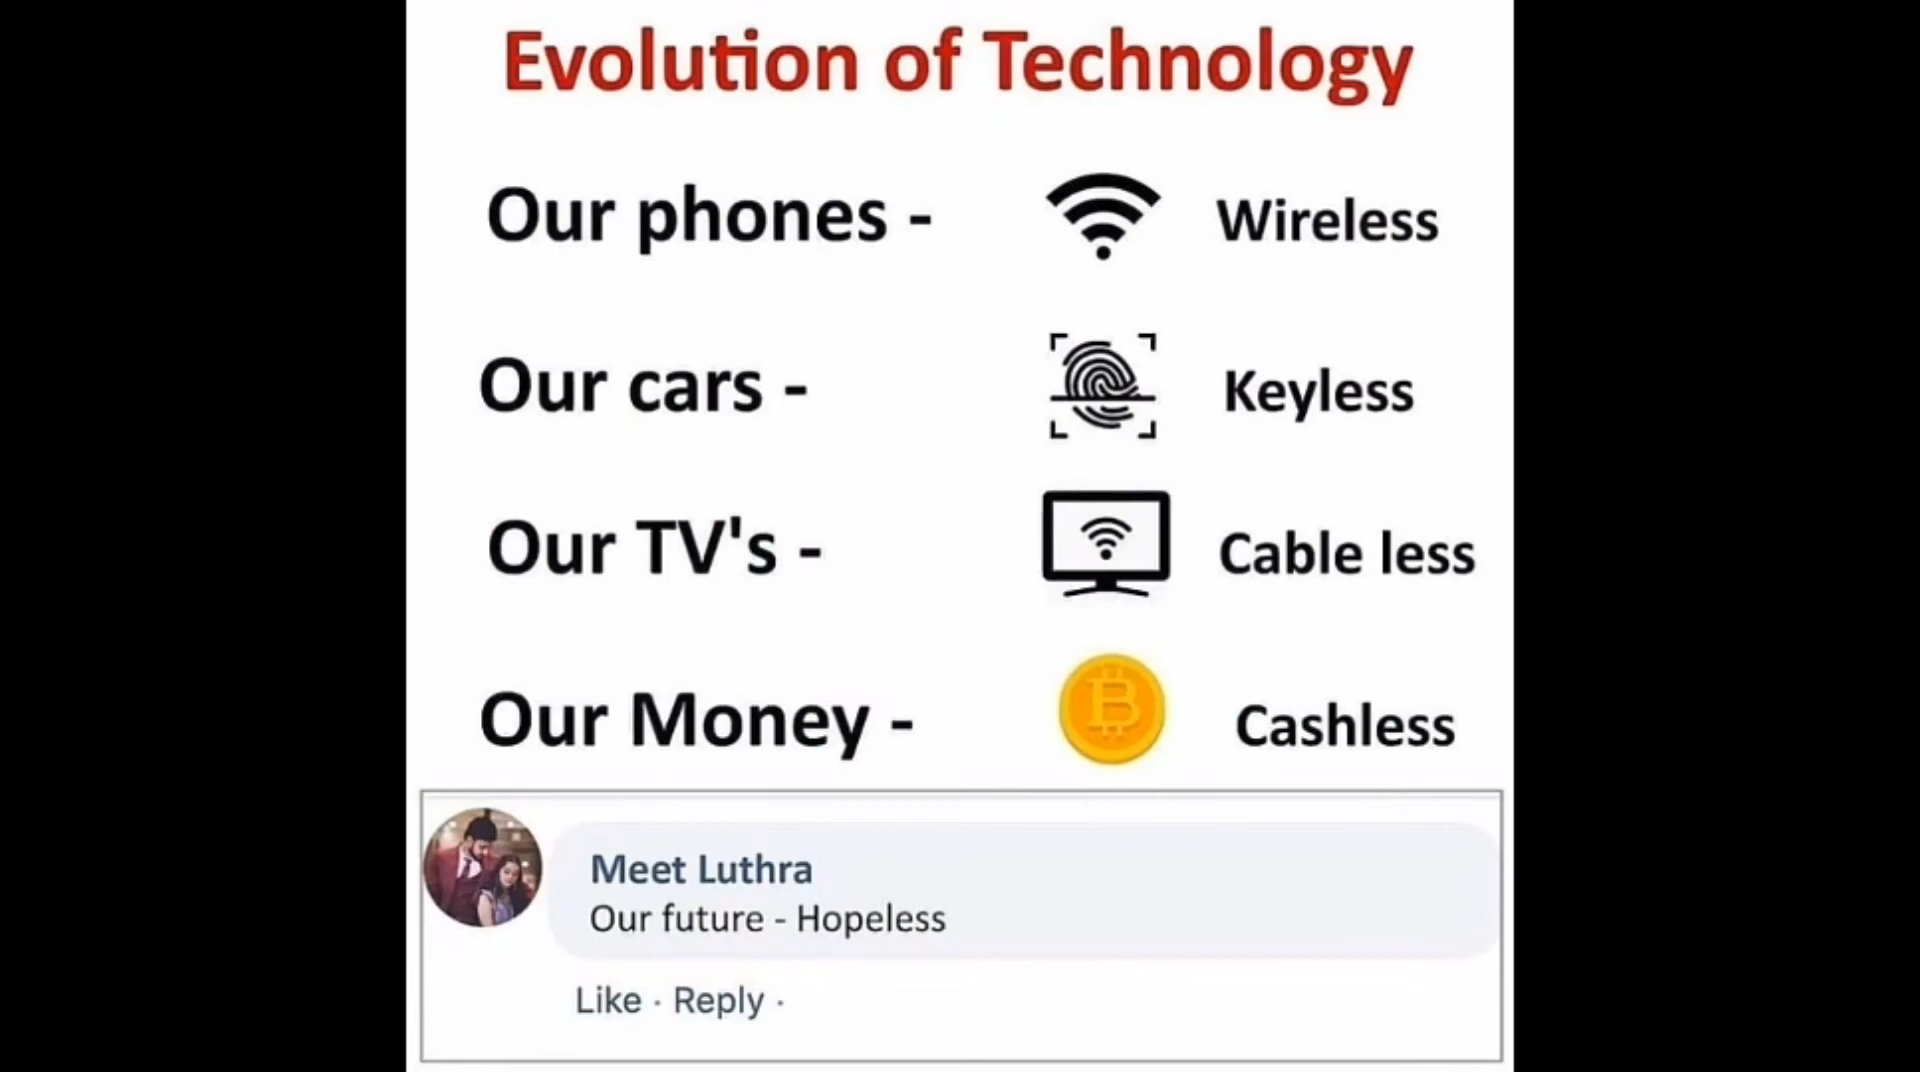 Evolution of Technology
Our phones - Wireless
Our cars - Keyless
Our TV's - Cable less
Our Money - Cashless
Meet Luthra
Our future - Hopeless
Like · Reply ·